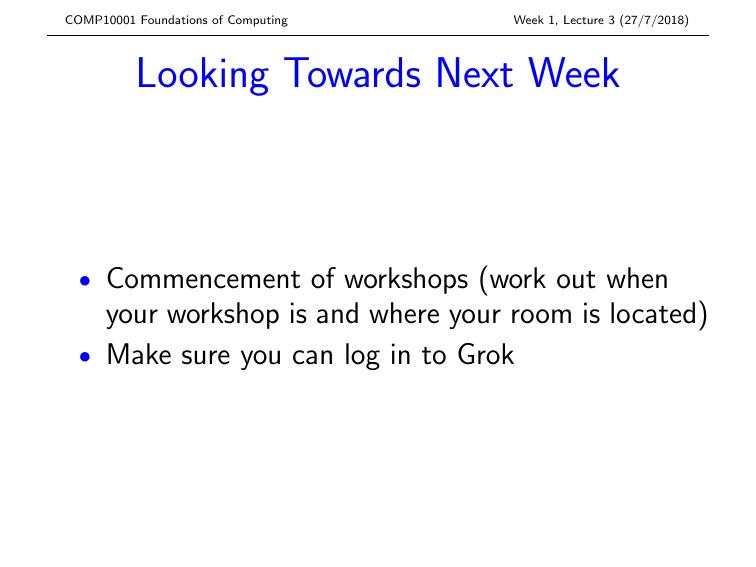 COMP10001 Foundations of Computing Week 1, Lecture 3 (27/7/2018)
Looking Towards Next Week
• Commencement of workshops (work out when
your workshop is and where your room is located)
• Make sure you can log in to Grok